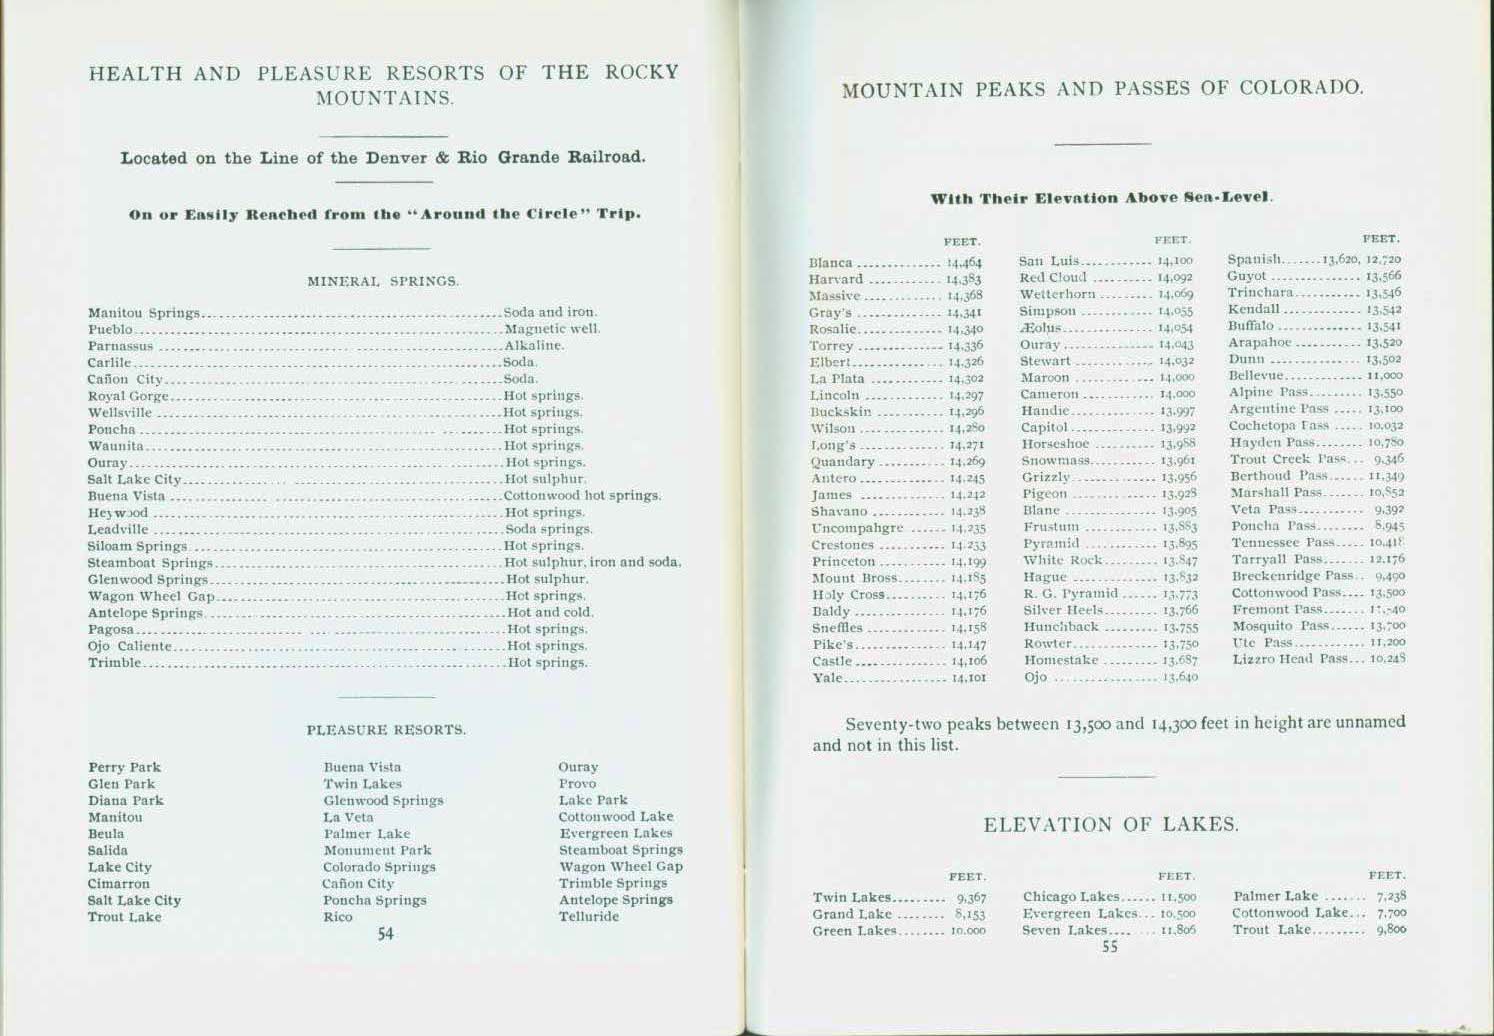 HEALTH AND PLEASURE RESORTS OF THE ROCKY
MOUNTAINS.
Located on the Line of the Denver & Rio Grande Railroad.
On or Easily Reached from the "Around the Circle" Trip.
MINERAL SPRINGS.
Manitou Springs Soda and iron.
Pueblo Magnetic well.
Parnassus Alkaline.
Carlile Soda.
Cañon City Soda.
Royal Gorge Hot springs.
Wellsville Hot springs.
Poncha Hot springs.
Waunita Hot springs.
Ouray Hot springs.
Salt Lake City Hot sulphur.
Buena Vista Cottonwood hot springs.
Heywood Hot springs.
Leadville Soda springs.
Siloam Springs Hot springs.
Steamboat Springs Hot sulphur, iron and soda.
Glenwood Springs Hot sulphur.
Wagon Wheel Gap Hot springs.
Antelope Springs Hot and cold.
Pagosa Hot springs.
Ojo Caliente Hot springs.
Trimble Hot springs.
PLEASURE RESORTS.
Perry Park Buena Vista Ouray
Glen Park Twin Lakes Provo
Diana Park Glenwood Springs Lake Park
Manitou La Veta Cottonwood Lake
Beula Palmer Lake Evergreen Lakes
Salida Monument Park Steamboat Springs
Lake City Colorado Springs Wagon Wheel Gap
Cimarron Cañon City Trimble Springs
Salt Lake City Poncha Springs Antelope Springs
Trout Lake Rico Telluride
54
MOUNTAIN PEAKS AND PASSES OF COLORADO.
With Their Elevation Above Sea-Level.
FEET. FEET. FEET.
Blanca 14,464 San Luis 14,100 Spanish 13,620, 12,720
Harvard 14,383 Red Cloud 14,092 Guyot 13,566
Massive 14,368 Wetterhorn 14,069 Trinchara 13,546
Gray's 14,341 Simpson 14,055 Kendall 13,542
Rosalie 14,340 Æolus 14,054 Buffalo 13,541
Torrey 14,336 Ouray 14,043 Arapahoe 13,520
Elbert 14,326 Stewart 14,032 Dunn 13,502
La Plata 14,302 Maroon 14,000 Bellevue 11,000
Lincoln 14,297 Cameron 14,000 Alpine Pass 13,550
Buckskin 14,296 Handie 13,997 Argentine Pass 13,100
Wilson 14,280 Capitol 13,992 Cochetopa Pass 10,032
Long's 14,271 Horseshoe 13,988 Hayden Pass 10,780
Quandary 14,269 Snowmass 13,961 Trout Creek Pass 9,346
Antero 14,245 Grizzly 13,956 Berthoud Pass 11,349
James 14,242 Pigeon 13,928 Marshall Pass 10,852
Shavano 14,238 Blane 13,905 Veta Pass 9,392
Uncompahgre 14,235 Frustum 13,883 Poncha Pass 8,945
Crestones 14,233 Pyramid 13,895 Tennessee Pass
Princeton 14,199 White Rock 13,847 Tarryall Pass 12,176
Mount Bross 14,185 Hague 13,832 Breckenridge Pass 9,490
Holy Cross 14,176 R. G. Pyramid 13,773 Cottonwood Pass 13,500
Baldy 14,176 Silver Heels 13,766 Fremont Pass
Sneffles 14,158 Hunchback 13,755 Mosquito Pass 13,700
Pike's 14,147 Rowter 13,750 Ute Pass 11,200
Castle 14,106 Homestake 13,687 Lizzro Head Pass 10,248
Yale 14,101 Ojo 13,640
Seventy-two peaks between 13,500 and 14,300 feet in height are unnamed
and not in this list.
ELEVATION OF LAKES.
FEET. FEET. FEET.
Twin Lakes 9,367 Chicago Lakes 11,500 Palmer Lake 7,238
Grand Lake 8,153 Evergreen Lakes 10,500 Cottonwood Lake 7,700
Green Lakes 10,000 Seven Lakes 11,806 Trout Lake 9,800
55